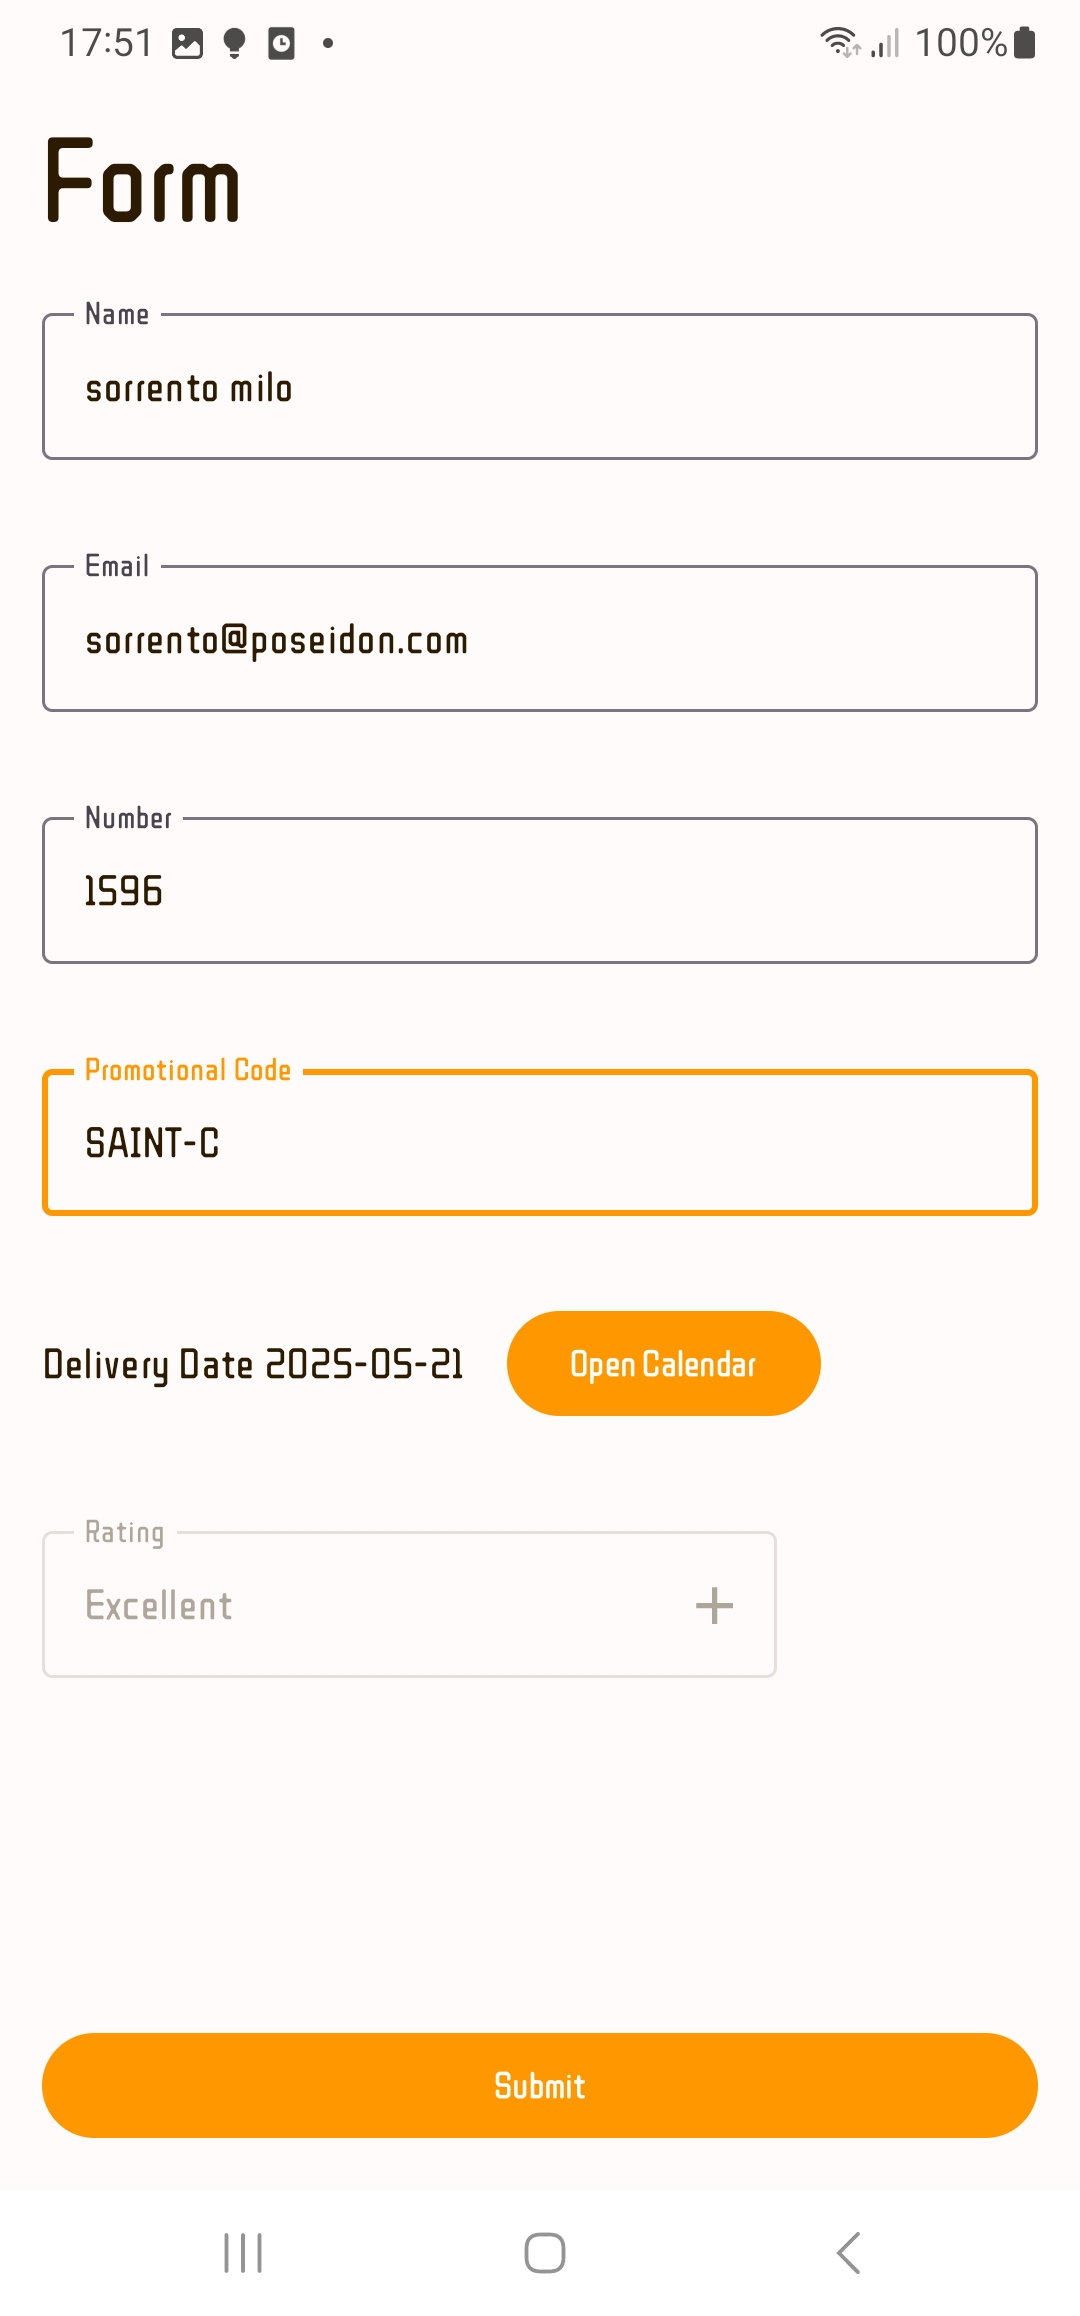 17:51 100%
Form
Name
sorrento milo
Email
sorrento@poseidon.com
Number
1596
Promotional Code
SAINT-C
Delivery Date 2025-05-21 Open Calendar
Rating
Excellent
Submit